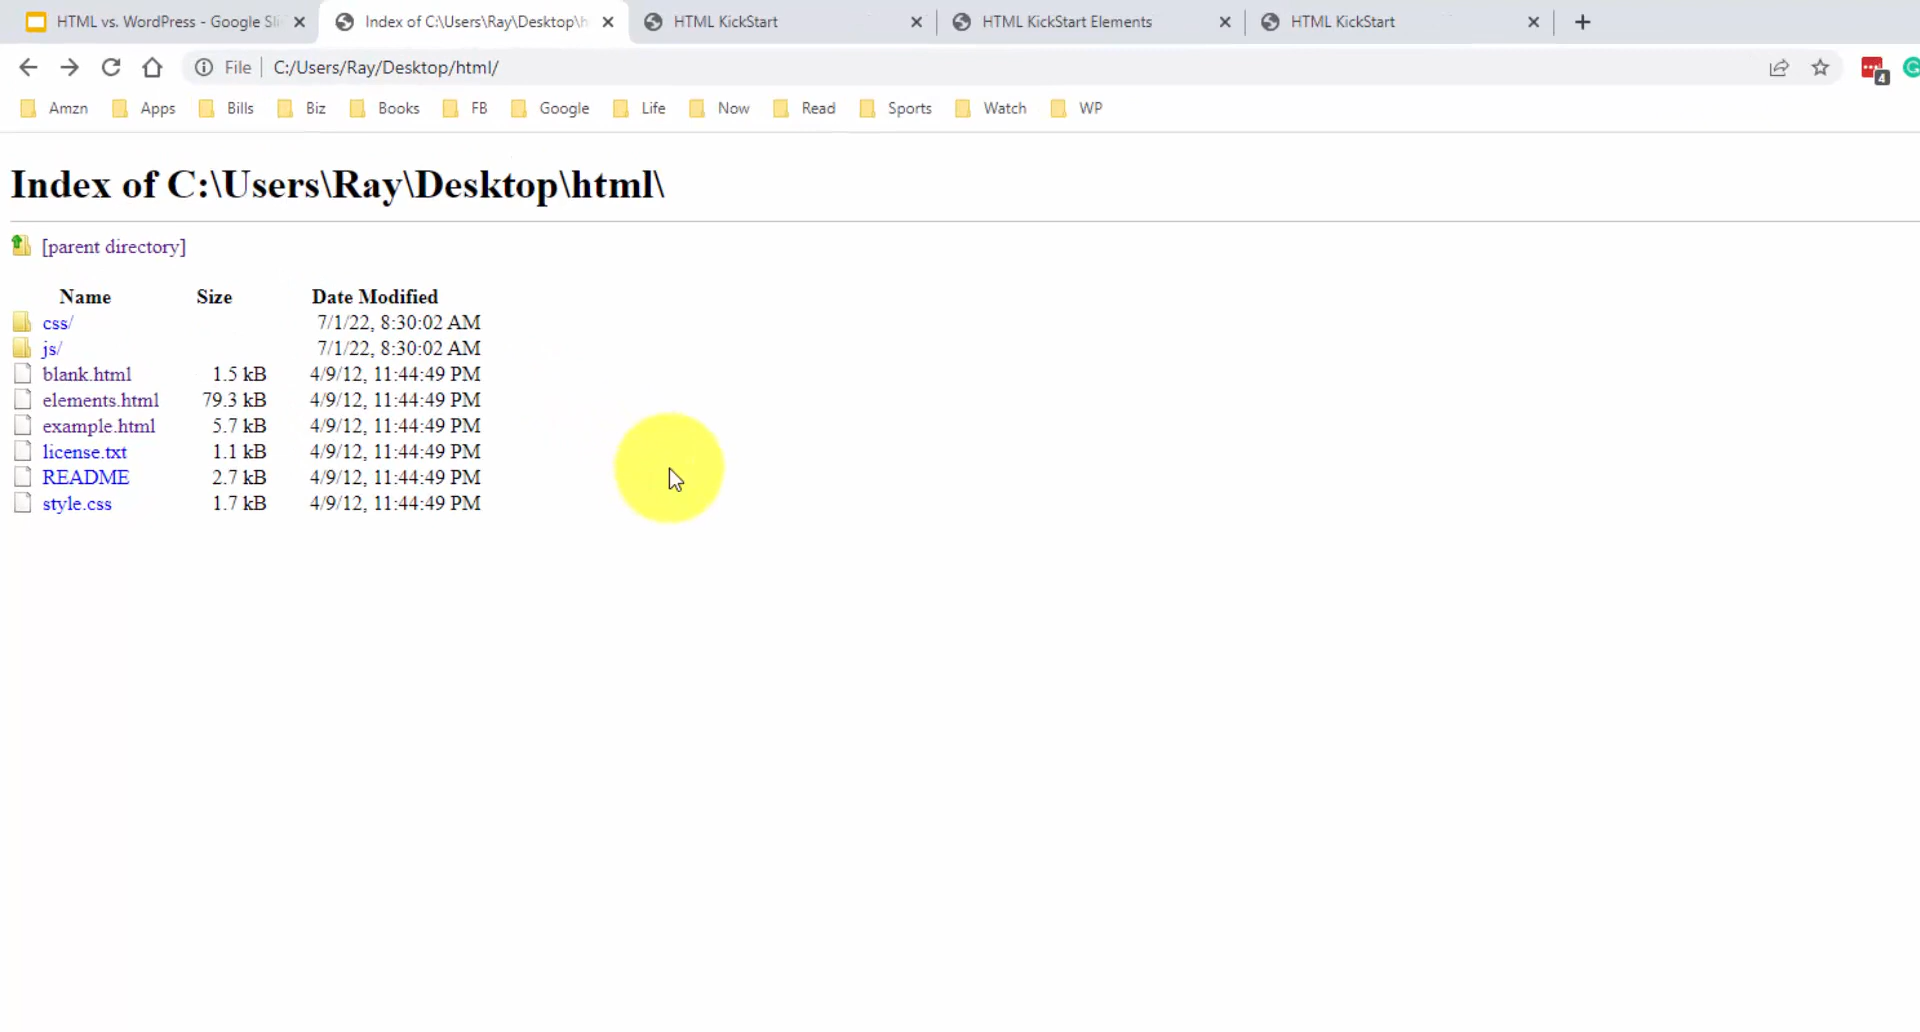 HTML vs. WordPress - Google Sli
Index of C:\Users\Ray\Desktop\h
HTML KickStart
HTML KickStart Elements
HTML KickStart
File
C:/Users/Ray/Desktop/html/
4
Amzn Apps Bills Biz Books FB Google Life Now Read Sports Watch WP
Index of C:\Users\Ray\Desktop\html\
[parent directory]
Name Size Date Modified
css/ 7/1/22, 8:30:02 AM
js/ 7/1/22, 8:30:02 AM
blank.html 1.5 kB 4/9/12, 11:44:49 PM
elements.html 79.3 kB 4/9/12, 11:44:49 PM
example.html 5.7 kB 4/9/12, 11:44:49 PM
license.txt 1.1 kB 4/9/12, 11:44:49 PM
README 2.7 kB 4/9/12, 11:44:49 PM
style.css 1.7 kB 4/9/12, 11:44:49 PM